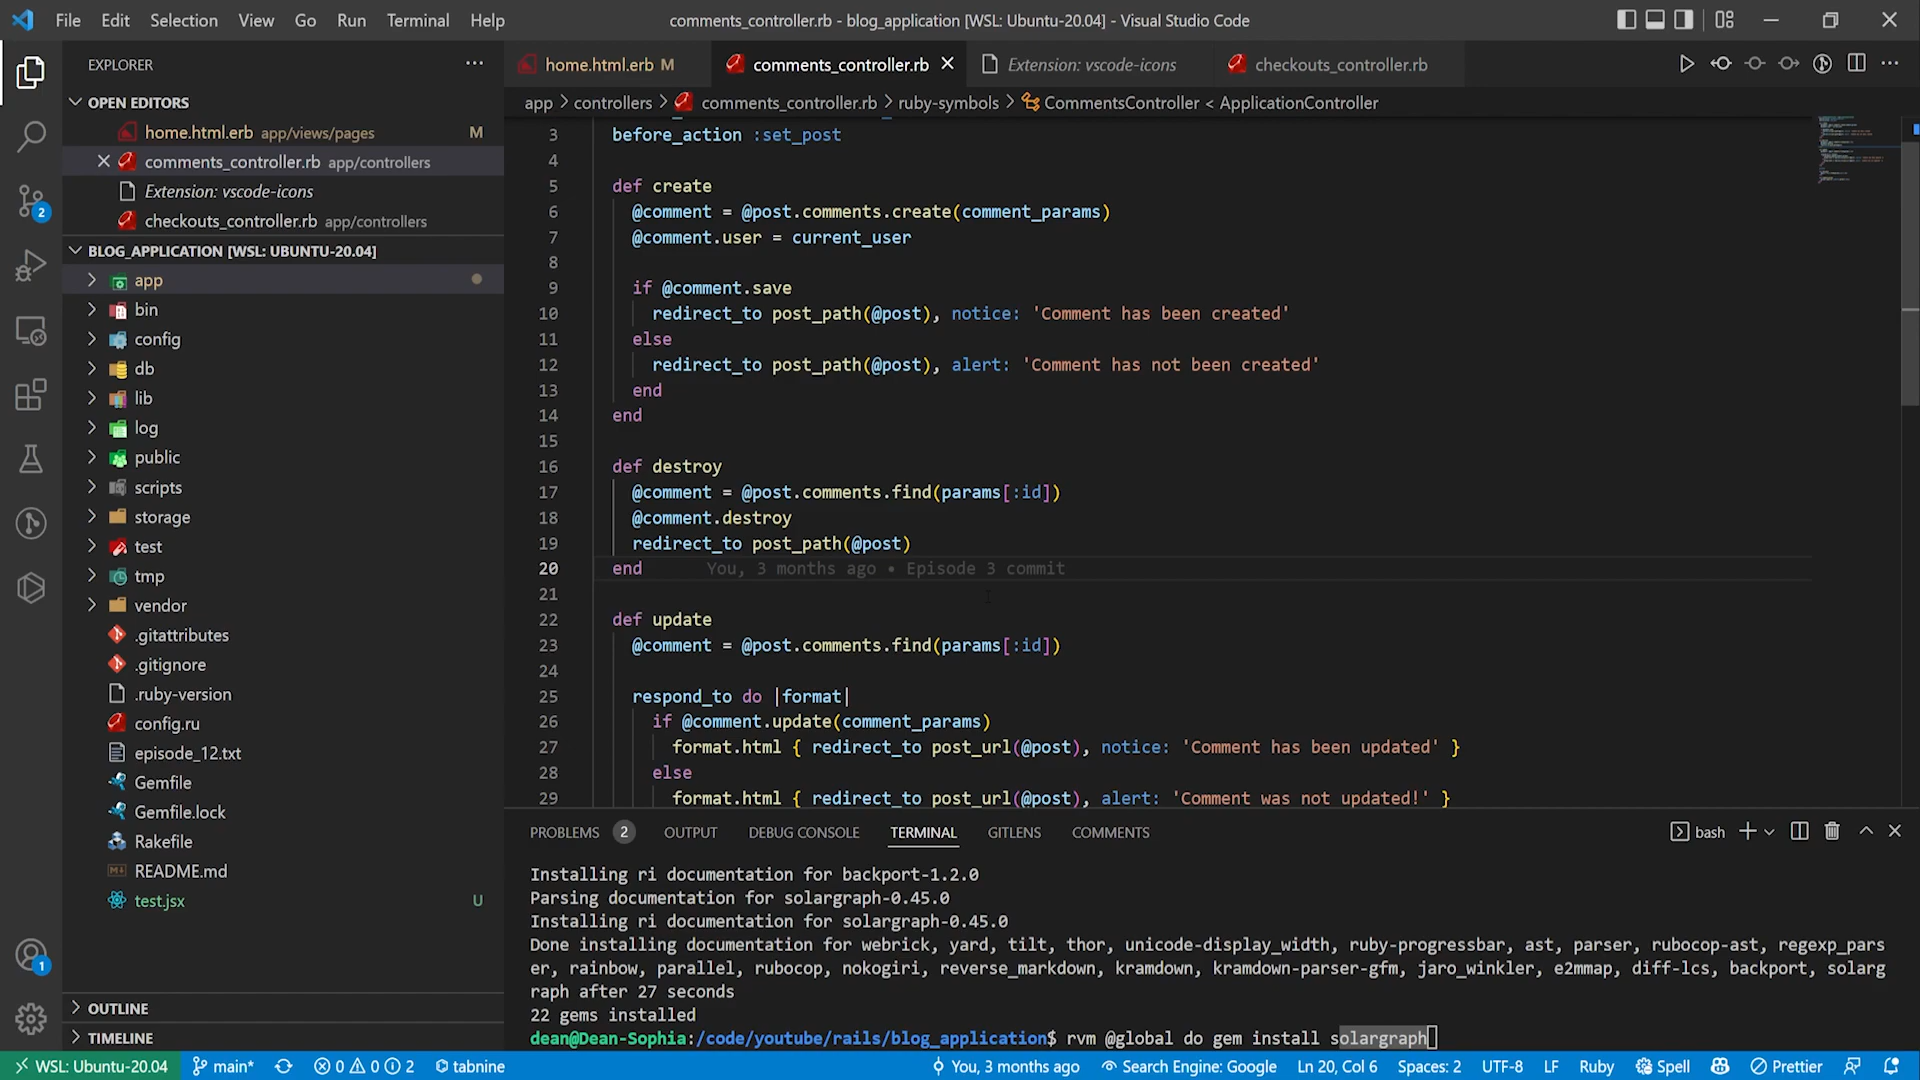 File Edit Selection View Go Run Terminal Help
comments_controller.rb - blog_application [WSL: Ubuntu-20.04] - Visual Studio Code
EXPLORER
home.html.erb M
comments_controller.rb
Extension: vscode-icons
checkouts_controller.rb
OPEN EDITORS
app > controllers > comments_controller.rb > ruby-symbols > CommentsController < ApplicationController
home.html.erb app/views/pages M
comments_controller.rb app/controllers
Extension: vscode-icons
checkouts_controller.rb app/controllers
BLOG_APPLICATION [WSL: UBUNTU-20.04]
app
bin
config
db
lib
log
public
scripts
storage
test
tmp
vendor
.gitattributes
.gitignore
.ruby-version
config.ru
episode_12.txt
Gemfile
Gemfile.lock
Rakefile
README.md
test.jsx U
OUTLINE
TIMELINE
2
1
3 before_action :set_post
4
5 def create
6 @comment = @post.comments.create(comment_params)
7 @comment.user = current_user
8
9 if @comment.save
10 redirect_to post_path(@post), notice: 'Comment has been created'
11 else
12 redirect_to post_path(@post), alert: 'Comment has not been created'
13 end
14 end
15
16 def destroy
17 @comment = @post.comments.find(params[:id])
18 @comment.destroy
19 redirect_to post_path(@post)
20 end You, 3 months ago • Episode 3 commit
21
22 def update
23 @comment = @post.comments.find(params[:id])
24
25 respond_to do |format|
26 if @comment.update(comment_params)
27 format.html { redirect_to post_url(@post), notice: 'Comment has been updated' }
28 else
29 format.html { redirect_to post_url(@post), alert: 'Comment was not updated!' }
PROBLEMS 2 OUTPUT DEBUG CONSOLE TERMINAL GITLENS COMMENTS
bash
Installing ri documentation for backport-1.2.0
Parsing documentation for solargraph-0.45.0
Installing ri documentation for solargraph-0.45.0
Done installing documentation for webrick, yard, tilt, thor, unicode-display_width, ruby-progressbar, ast, parser, rubocop-ast, regexp_pars
er, rainbow, parallel, rubocop, nokogiri, reverse_markdown, kramdown, kramdown-parser-gfm, jaro_winkler, e2mmap, diff-lcs, backport, solarg
raph after 27 seconds
22 gems installed
dean@Dean-Sophia:/code/youtube/rails/blog_application$ rvm @global do gem install solargraph
WSL: Ubuntu-20.04 main* 0 0 2 tabnine You, 3 months ago Search Engine: Google Ln 20, Col 6 Spaces: 2 UTF-8 LF Ruby Spell Prettier